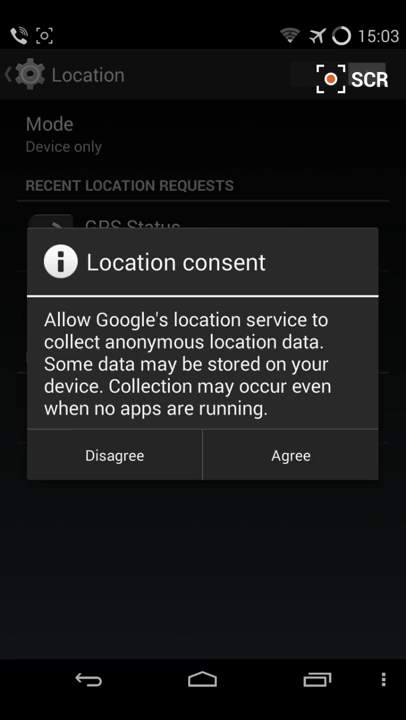 15:03
Location
SCR
Mode
Device only
RECENT LOCATION REQUESTS
GPS Status
Location consent
Allow Google's location service to
collect anonymous location data.
Some data may be stored on your
device. Collection may occur even
when no apps are running.
Disagree
Agree